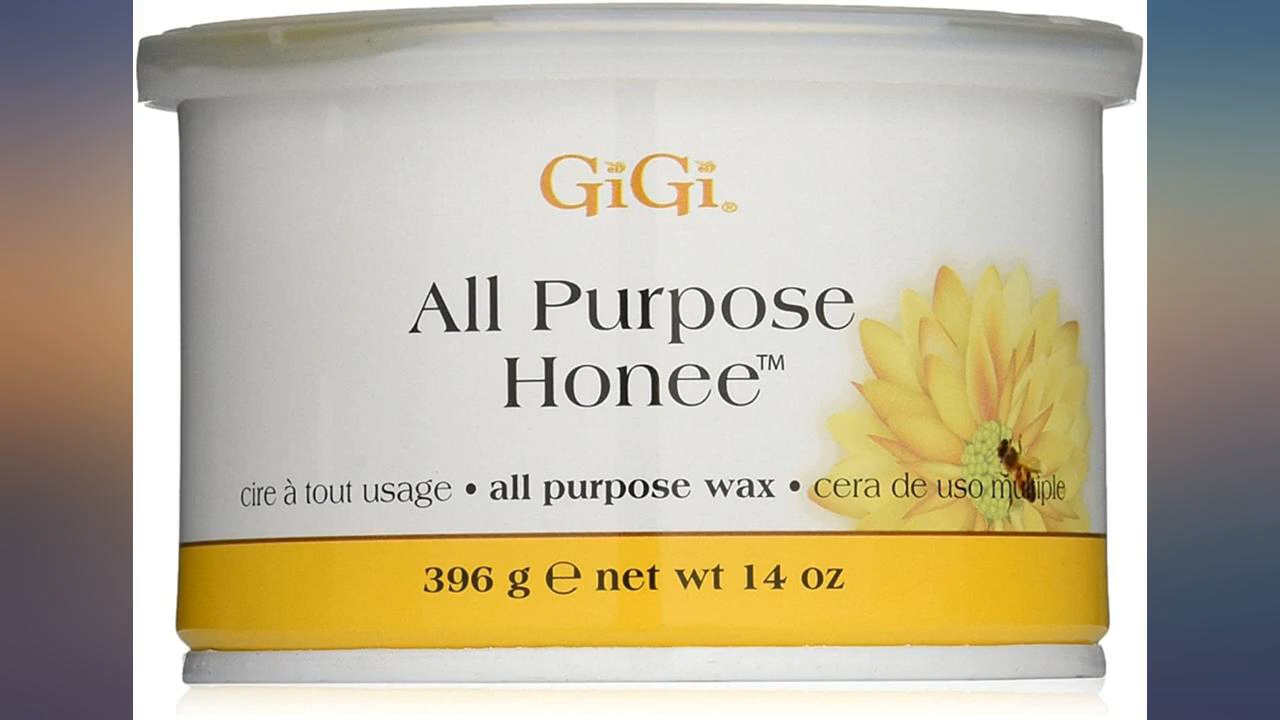 GiGi®
All Purpose
Honee™
cire à tout usage • all purpose wax • cera de uso múltiple
396 g ℮ net wt 14 oz